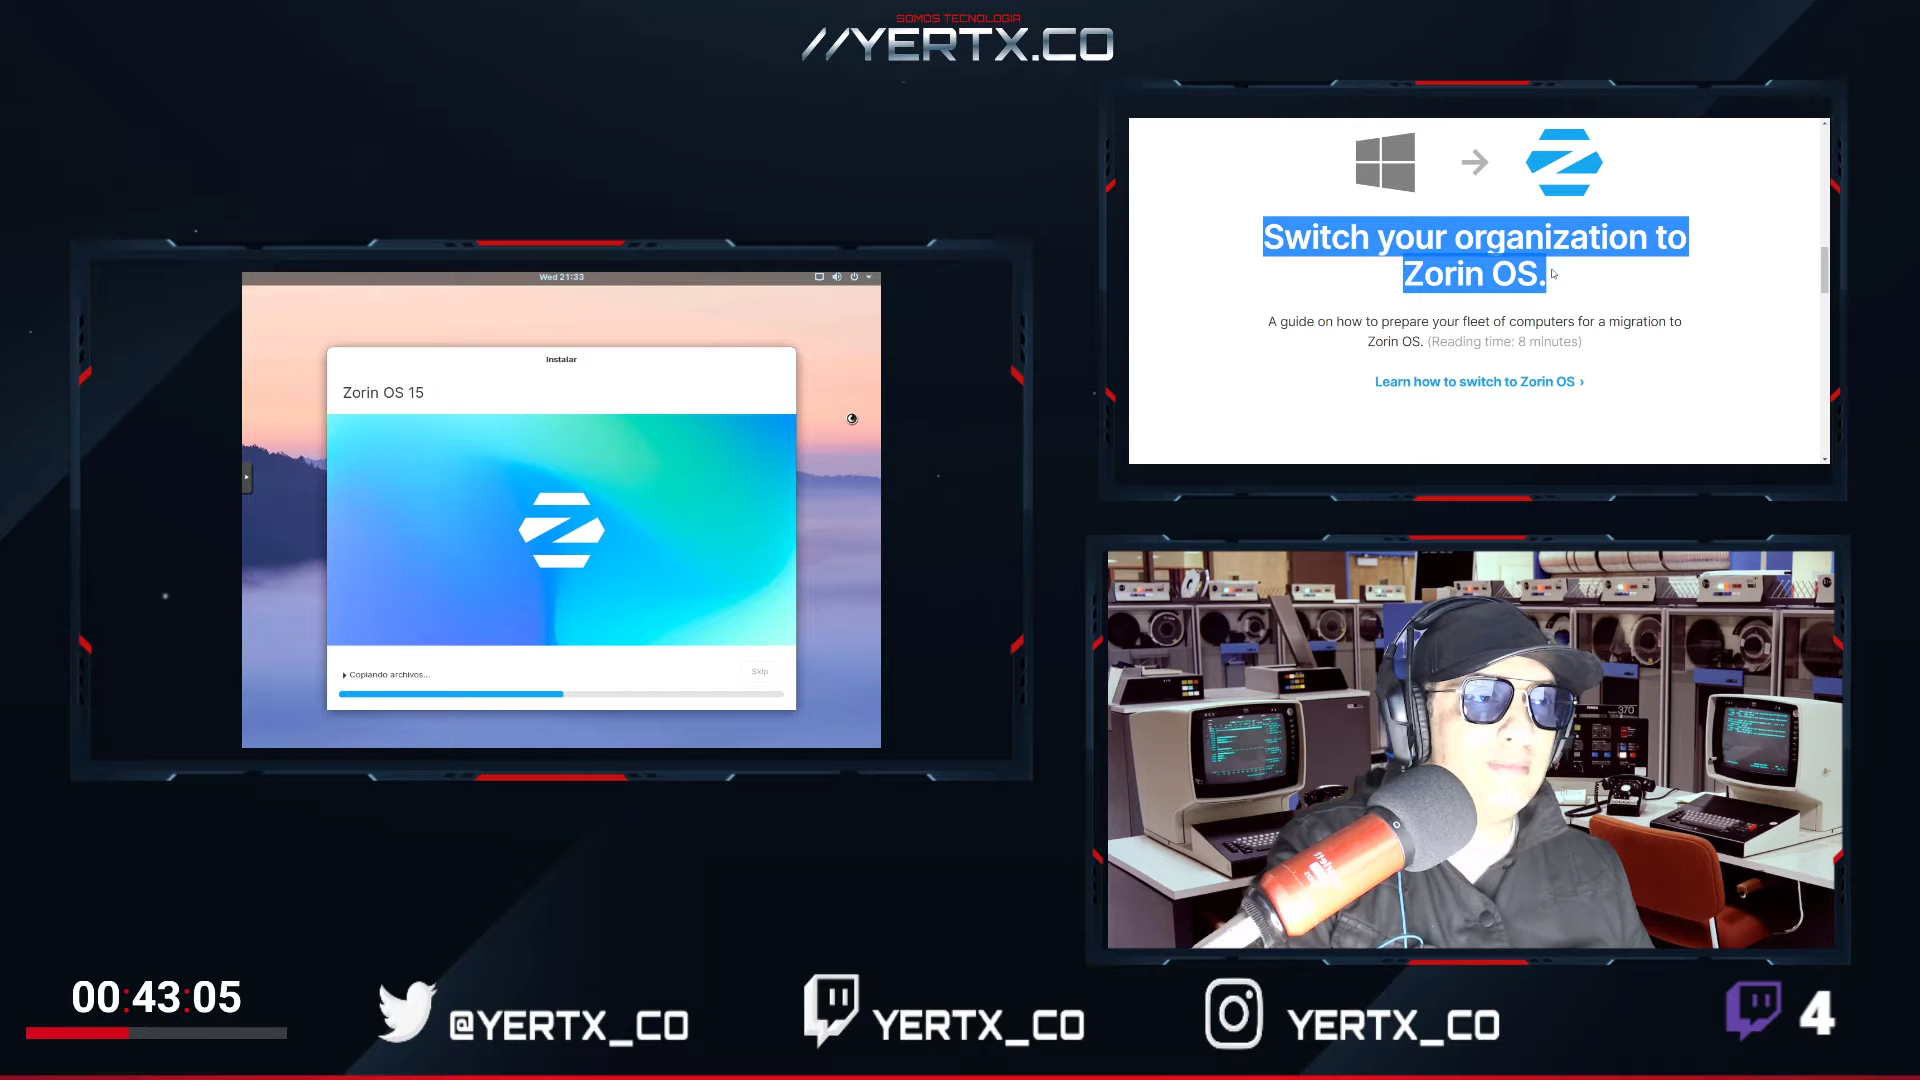 SOMOS TECNOLOGIA
//YERTX.CO
Wed 21:33
Instalar
Zorin OS 15
Copiando archivos...
Skip
Switch your organization to
Zorin OS.
A guide on how to prepare your fleet of computers for a migration to
Zorin OS. (Reading time: 8 minutes)
Learn how to switch to Zorin OS ›
370
00:43:05
@YERTX_CO
YERTX_CO
YERTX_CO
4